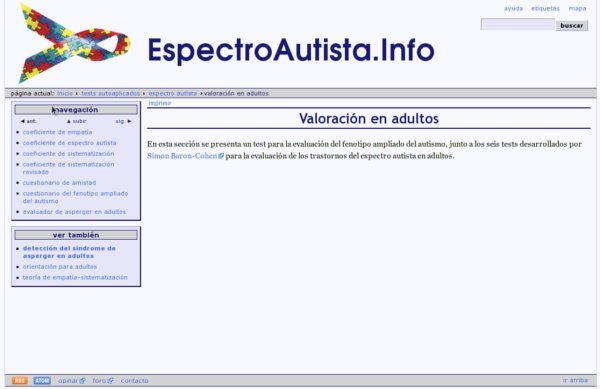 ayuda etiquetas mapa
buscar
EspectroAutista.Info
página actual: inicio › tests autoaplicados › espectro autista ›valoración en adultos
navegación
◄ ant. ▲ subir sig. ►
coeficiente de empatía
coeficiente de espectro autista
coeficiente de sistematización
coeficiente de sistematización
revisado
cuestionario de amistad
cuestionario del fenotipo ampliado
del autismo
evaluador de asperger en adultos
ver también
detección del síndrome de
asperger en adultos
orientación para adultos
teoría de empatía-sistematización
imprimir
Valoración en adultos
En esta sección se presenta un test para la evaluación del fenotipo ampliado del autismo, junto a los seis tests desarrollados por
Simon Baron-Cohen para la evaluación de los trastornos del espectro autista en adultos.
RSS ATOM opinar foro contacto ir arriba